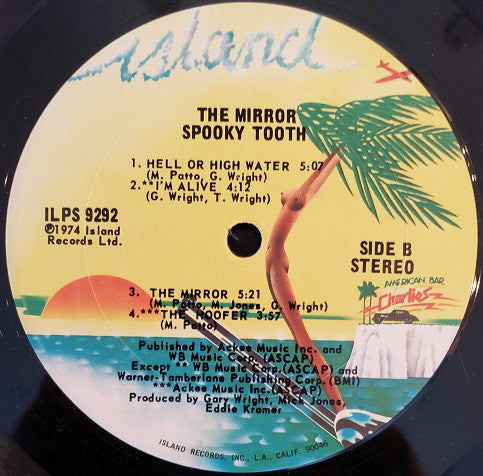 island
THE MIRROR
SPOOKY TOOTH
1. HELL OR HIGH WATER 5:07
(M. Patto, G. Wright)
2. **I'M ALIVE 4:12
(G. Wright, T. Wright)
ILPS 9292
℗1974 Island
Records Ltd.
SIDE B
STEREO
AMERICAN BAR
Charlies
3. THE MIRROR 5:21
(M. Patto, M. Jones, G. Wright)
4. ***THE HOOFER 3:57
(M. Patto)
Published by Ackee Music Inc. and
WB Music Corp. (ASCAP)
Except ** WB Music Corp. (ASCAP) and
Warner-Tamberlane Publishing Corp. (BMI)
***Ackee Music Inc. (ASCAP)
Produced by Gary Wright, Mick Jones,
Eddie Kramer
ISLAND RECORDS, INC., L.A., CALIF. 90046